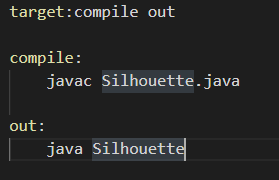 target:compile out
compile:
    javac Silhouette.java
out:
    java Silhouette